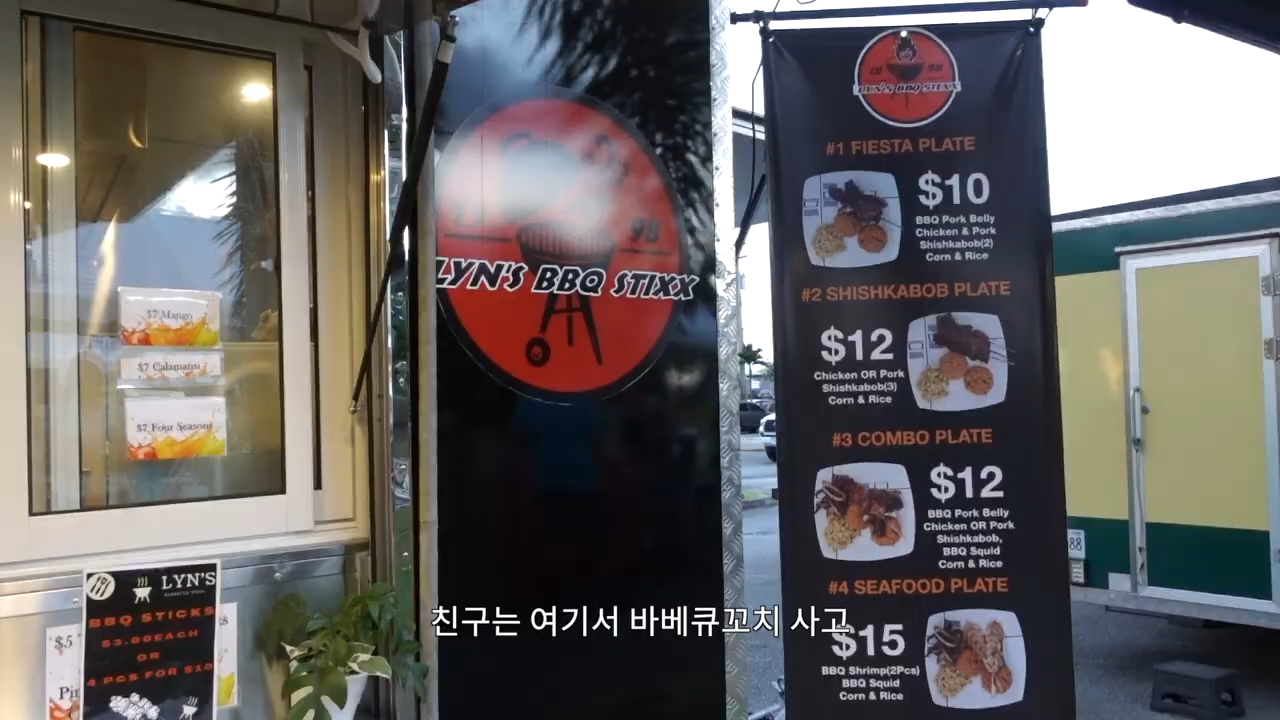 $7 Mango
$7 Calamansi
$7 Four Seasons
LYN'S
BBQ STICKS
$3.00 EACH
OR
4 PCS FOR $10
$5
98
LYN'S BBQ STIXX
LYN'S BBQ STIXX
#1 FIESTA PLATE
$10
BBQ Pork Belly
Chicken & Pork
Shishkabob(2)
Corn & Rice
#2 SHISHKABOB PLATE
$12
Chicken OR Pork
Shishkabob(3)
Corn & Rice
#3 COMBO PLATE
$12
BBQ Pork Belly
Chicken OR Pork
Shishkabob,
BBQ Squid
Corn & Rice
#4 SEAFOOD PLATE
$15
BBQ Shrimp(2Pcs)
BBQ Squid
Corn & Rice
88
친구는 여기서 바베큐꼬치 사고